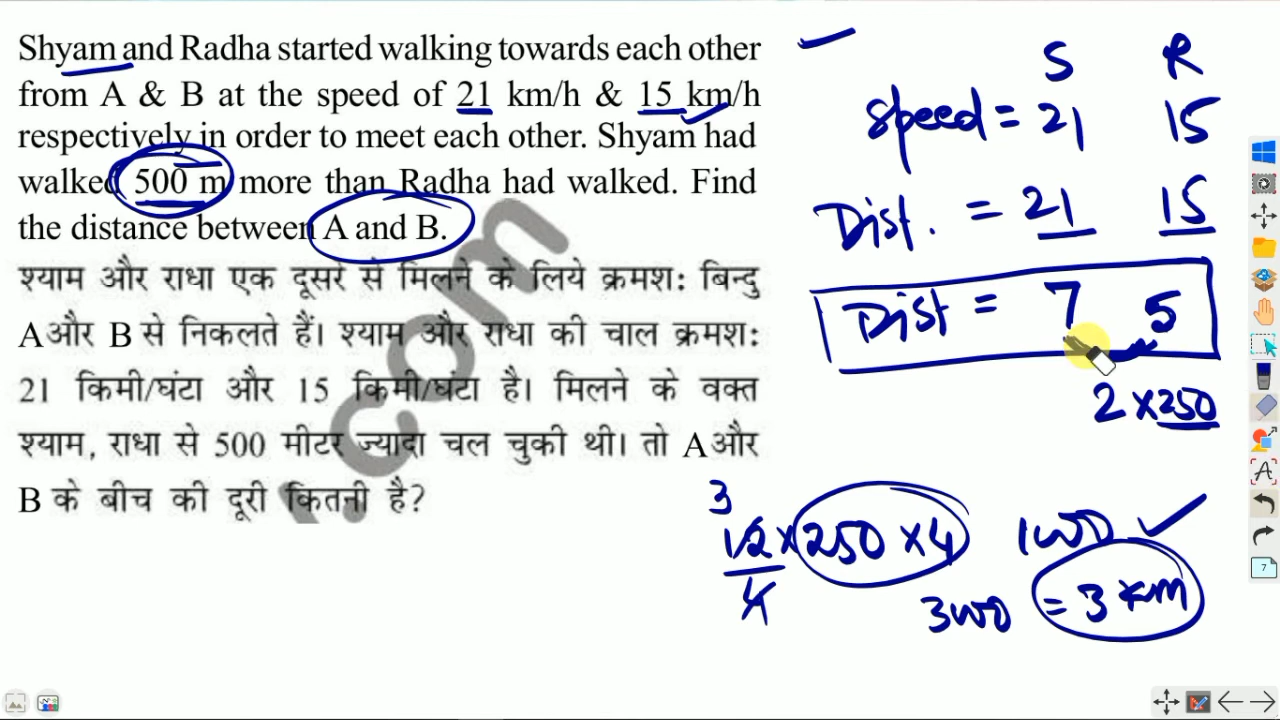 Shyam and Radha started walking towards each other
from A & B at the speed of 21 km/h & 15 km/h
respectively in order to meet each other. Shyam had
walked 500 m more than Radha had walked. Find
the distance between A and B.
श्याम और राधा एक दूसरे से मिलने के लिये क्रमश: बिन्दु
A और B से निकलते हैं। श्याम और राधा की चाल क्रमश:
21 किमी/घंटा और 15 किमी/घंटा है। मिलने के वक्त
श्याम, राधा से 500 मीटर ज्यादा चल चुकी थी। तो A और
B के बीच की दूरी कितनी है?
.com
S R
Speed = 21 15
Dist. = 21 15
Dist = 7 5
2 × 250
3
12 × 250 × 4 1000
4
3000 = 3 km
A
7